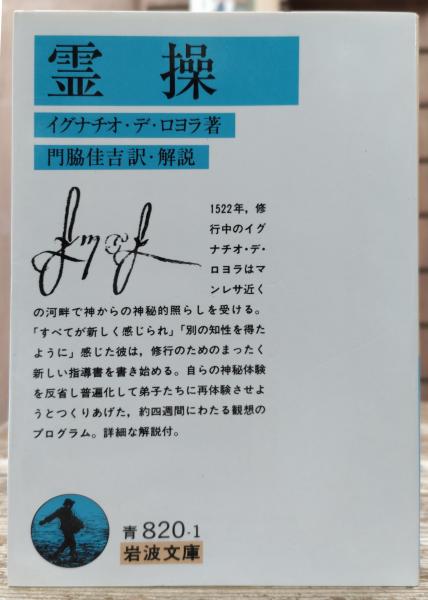 霊操
イグナチオ・デ・ロヨラ著
門脇佳吉訳・解説
1522年，修
行中のイグ
ナチオ・デ・
ロヨラはマ
ンレサ近く
の河畔で神からの神秘的照らしを受ける。
「すべてが新しく感じられ」「別の知性を得た
ように」感じた彼は，修行のためのまったく
新しい指導書を書き始める。自らの神秘体験
を反省し普遍化して弟子たちに再体験させよ
うとつくりあげた，約四週間にわたる観想の
プログラム。詳細な解説付。
青 820-1
岩波文庫